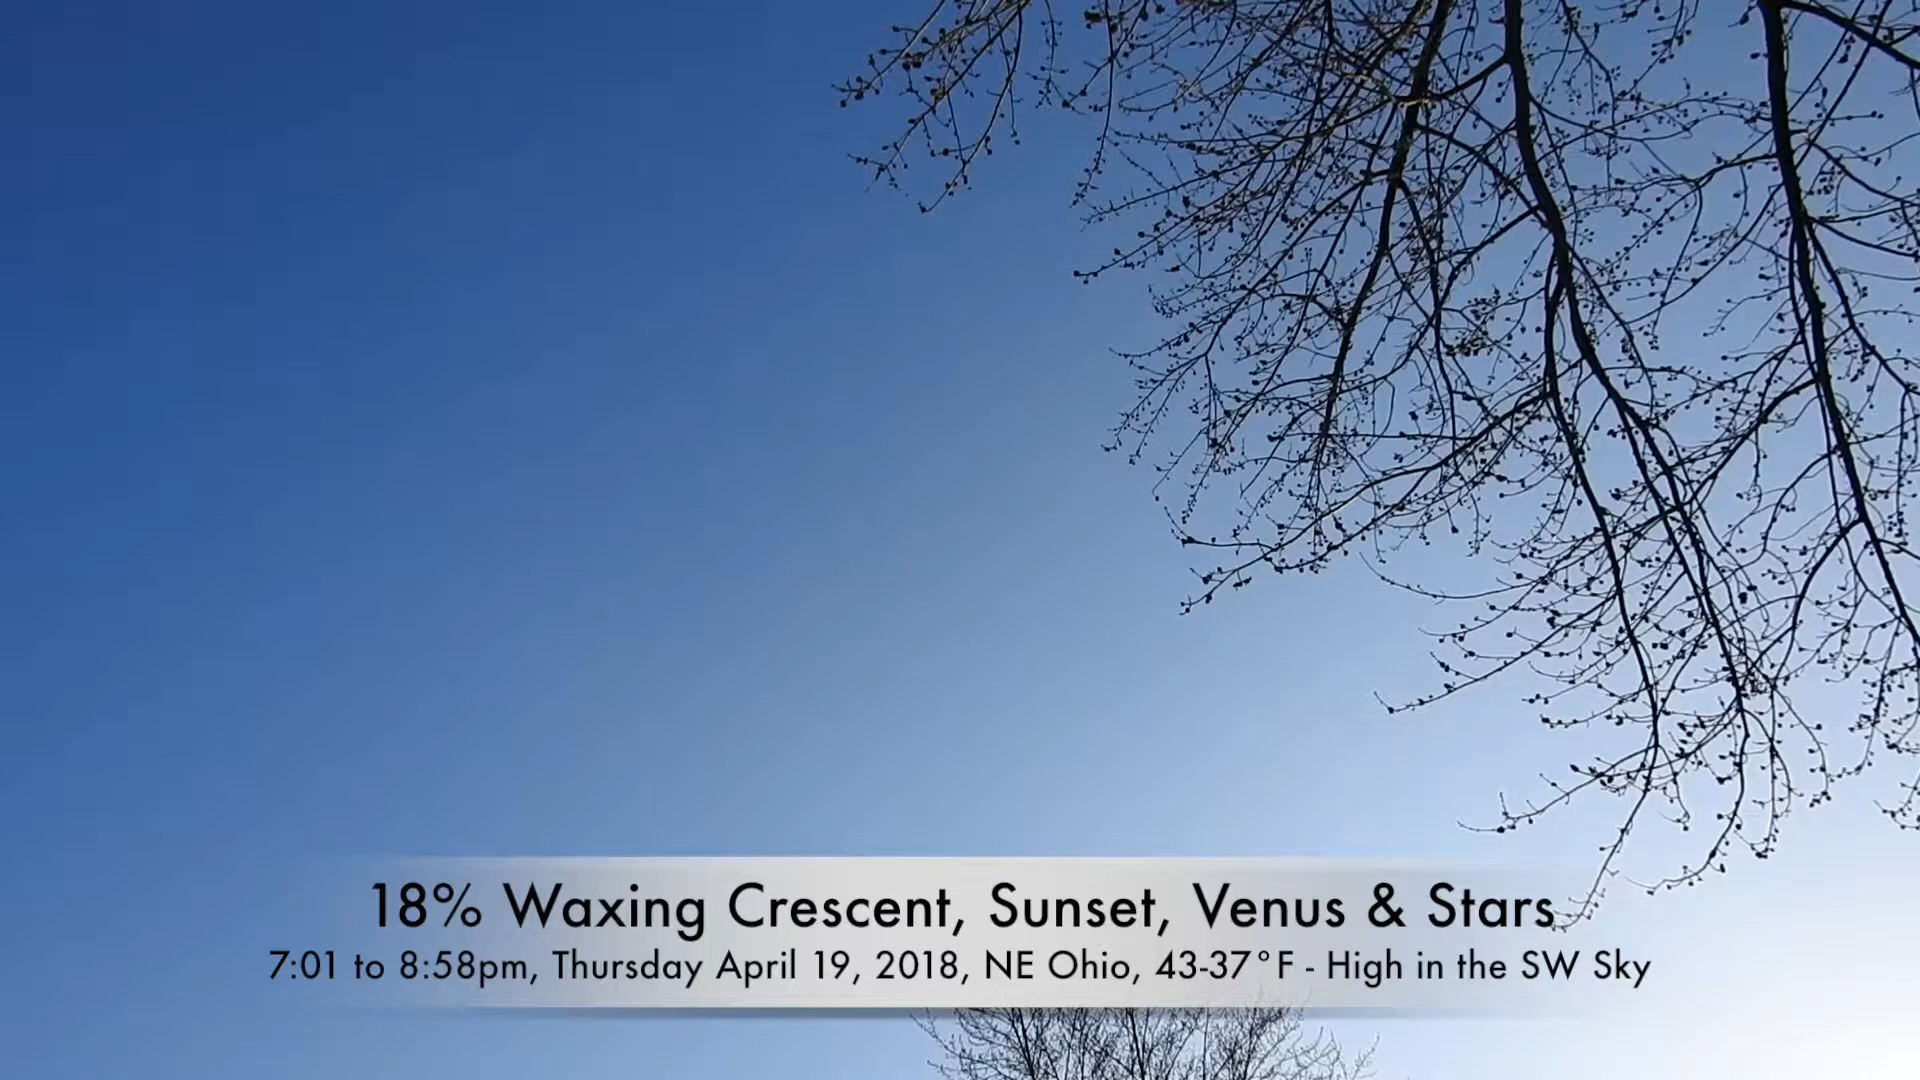 18% Waxing Crescent, Sunset, Venus & Stars
7:01 to 8:58pm, Thursday April 19, 2018, NE Ohio, 43-37°F - High in the SW Sky